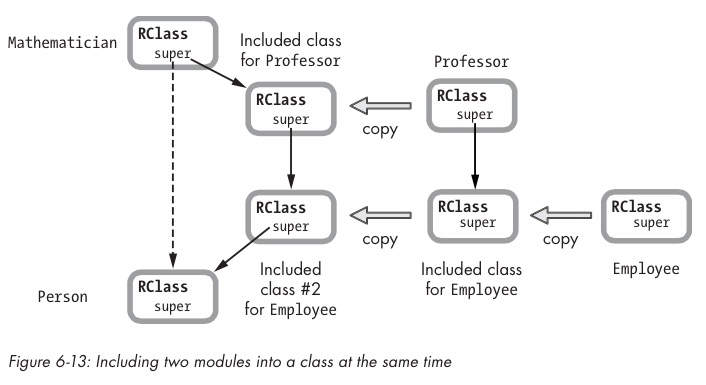 Mathematician
RClass
super
Included class
for Professor
Professor
RClass
super
copy
RClass
super
RClass
super
copy
RClass
super
copy
RClass
super
Person
RClass
super
Included
class #2
for Employee
Included class
for Employee
Employee
Figure 6-13: Including two modules into a class at the same time